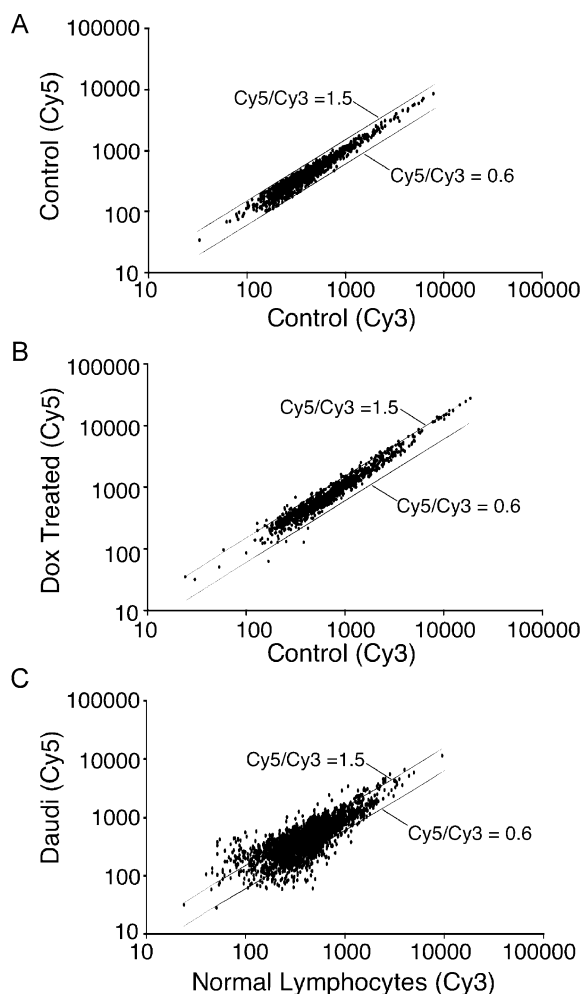 A
100000
10000
1000
100
10
Control (Cy5)
Cy5/Cy3 =1.5
Cy5/Cy3 = 0.6
10 100 1000 10000 100000
Control (Cy3)
B
100000
10000
1000
100
10
Dox Treated (Cy5)
Cy5/Cy3 =1.5
Cy5/Cy3 = 0.6
10 100 1000 10000 100000
Control (Cy3)
C
100000
10000
1000
100
10
Daudi (Cy5)
Cy5/Cy3 =1.5
Cy5/Cy3 = 0.6
10 100 1000 10000 100000
Normal Lymphocytes (Cy3)